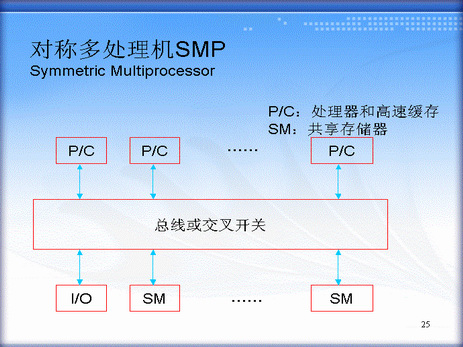 对称多处理机SMP
Symmetric Multiprocessor
P/C：处理器和高速缓存
SM：共享存储器
P/C P/C ...... P/C
总线或交叉开关
I/O SM ...... SM
25